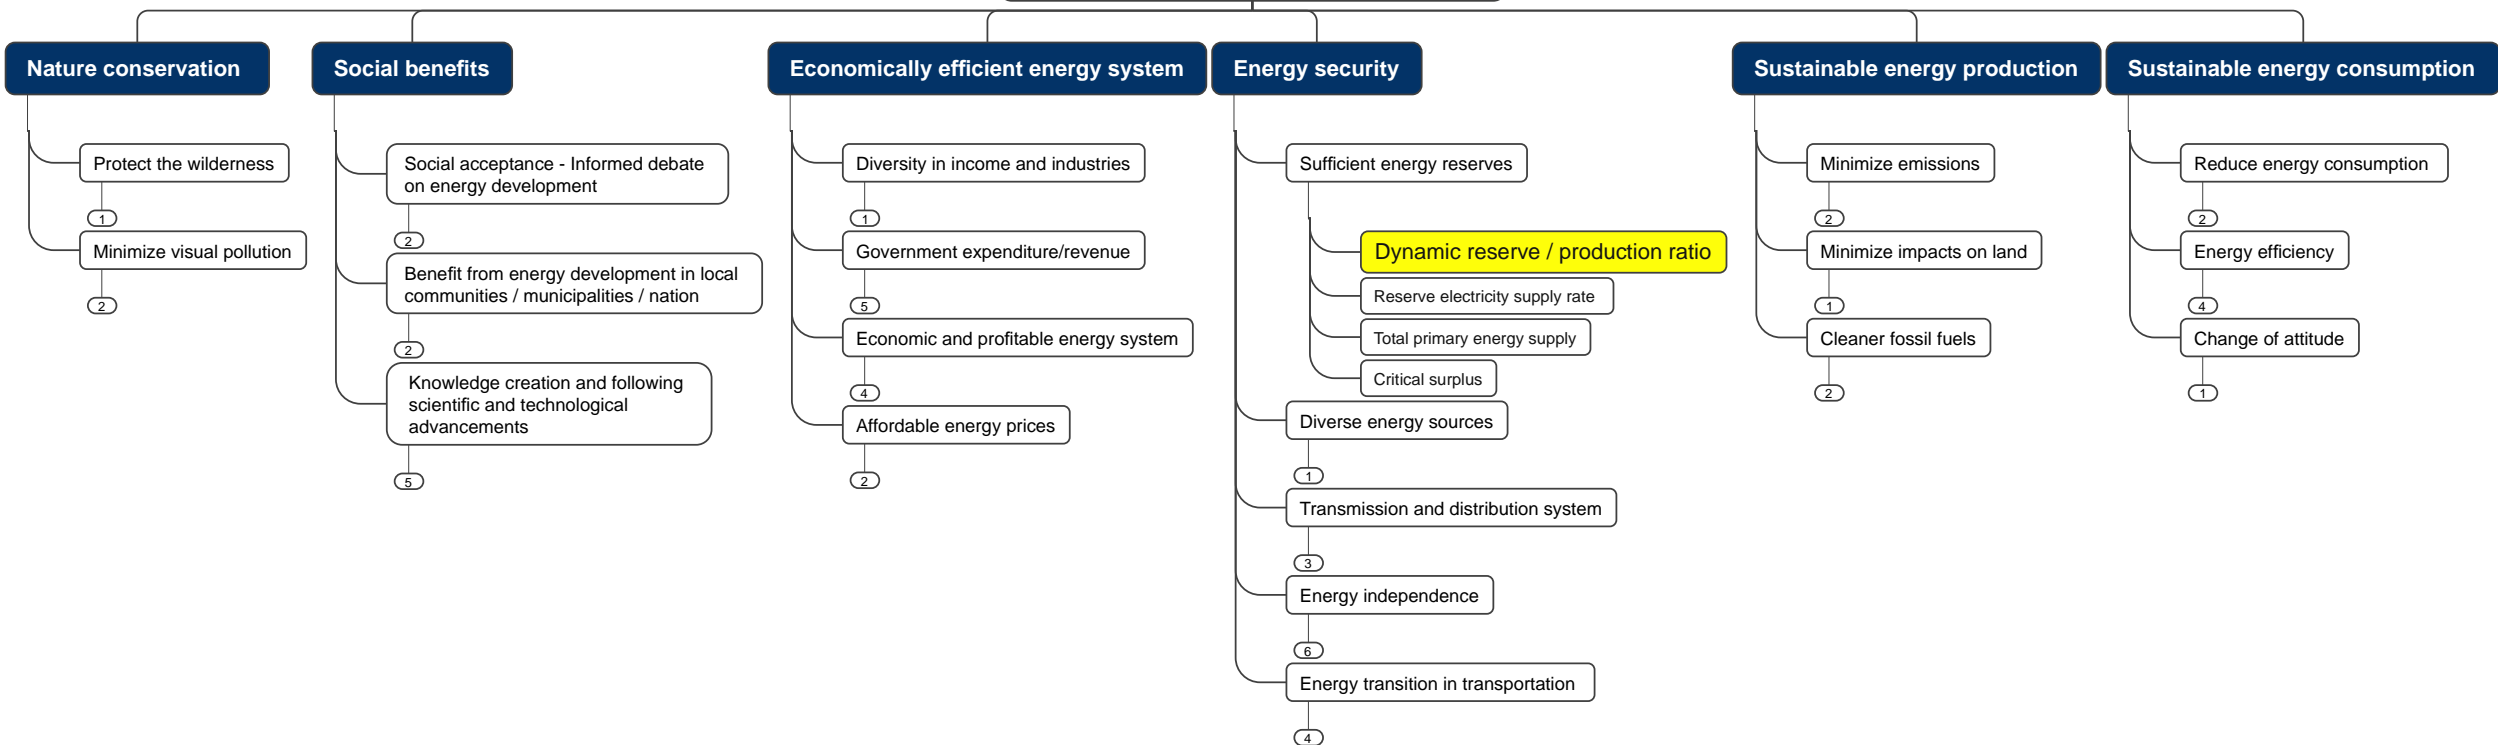 Nature conservation
Protect the wilderness
1
Minimize visual pollution
2
Social benefits
Social acceptance - Informed debate
on energy development
2
Benefit from energy development in local
communities / municipalities / nation
2
Knowledge creation and following
scientific and technological
advancements
5
Economically efficient energy system
Diversity in income and industries
1
Government expenditure/revenue
5
Economic and profitable energy system
4
Affordable energy prices
2
Energy security
Sufficient energy reserves
Dynamic reserve / production ratio
Reserve electricity supply rate
Total primary energy supply
Critical surplus
Diverse energy sources
1
Transmission and distribution system
3
Energy independence
6
Energy transition in transportation
4
Sustainable energy production
Minimize emissions
2
Minimize impacts on land
1
Cleaner fossil fuels
2
Sustainable energy consumption
Reduce energy consumption
2
Energy efficiency
4
Change of attitude
1